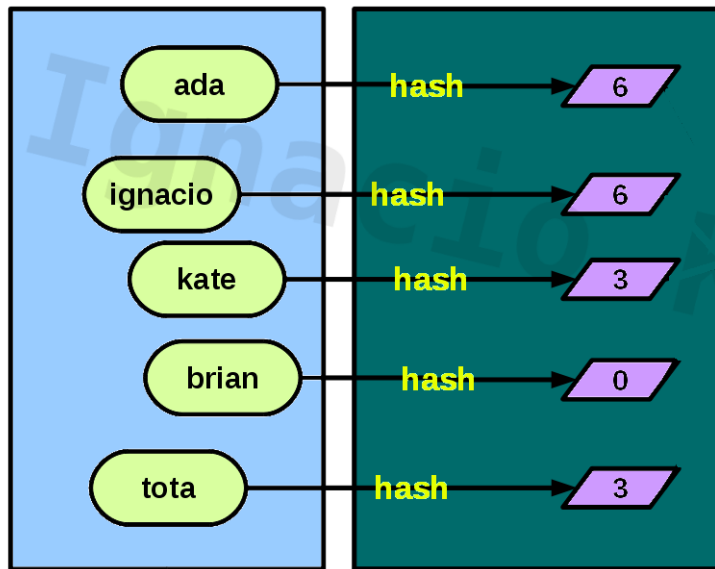 Ignacio
ada hash 6
ignacio hash 6
kate hash 3
brian hash 0
tota hash 3